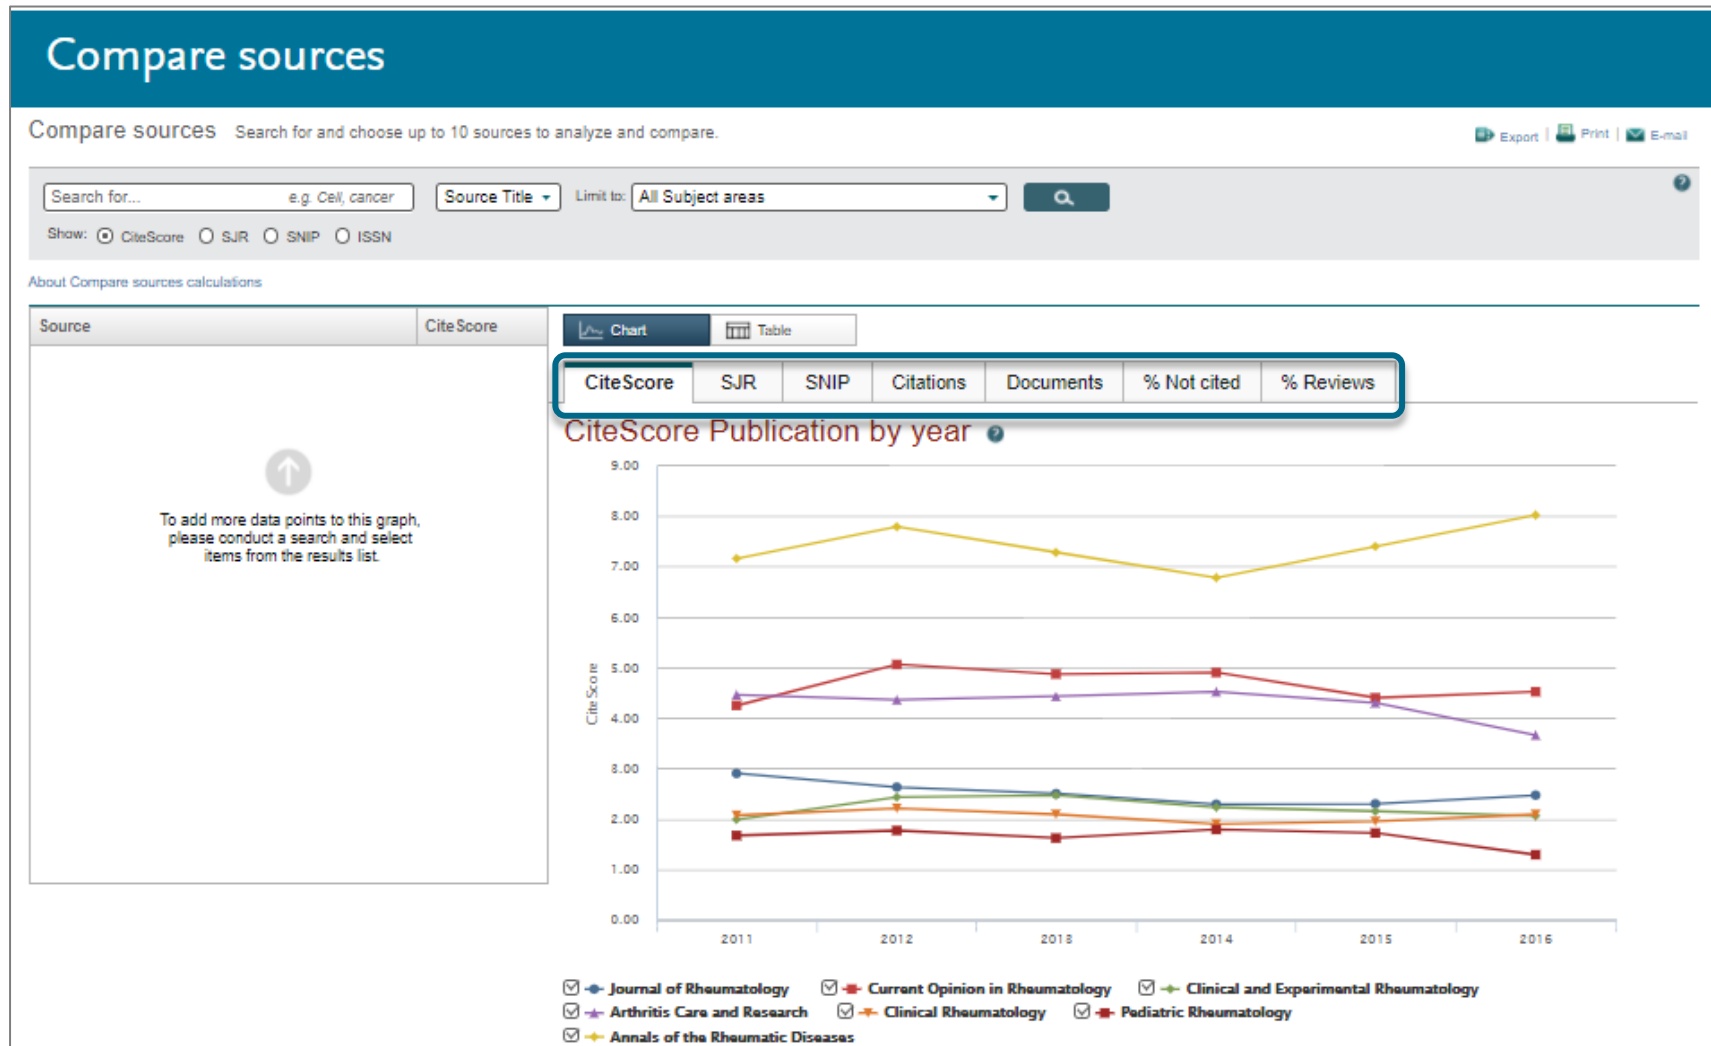 Compare sources
Compare sources Search for and choose up to 10 sources to analyze and compare.
Export | Print | E-mail
Search for... e.g. Cell, cancer Source Title Limit to: All Subject areas
?
Show: CiteScore SJR SNIP ISSN
About Compare sources calculations
Source CiteScore
Chart Table
CiteScore SJR SNIP Citations Documents % Not cited % Reviews
CiteScore Publication by year ?
To add more data points to this graph,
please conduct a search and select
items from the results list.
CiteScore
9.00
8.00
7.00
6.00
5.00
4.00
3.00
2.00
1.00
0.00
2011 2012 2013 2014 2015 2016
Journal of Rheumatology Current Opinion in Rheumatology Clinical and Experimental Rheumatology
Arthritis Care and Research Clinical Rheumatology Pediatric Rheumatology
Annals of the Rheumatic Diseases